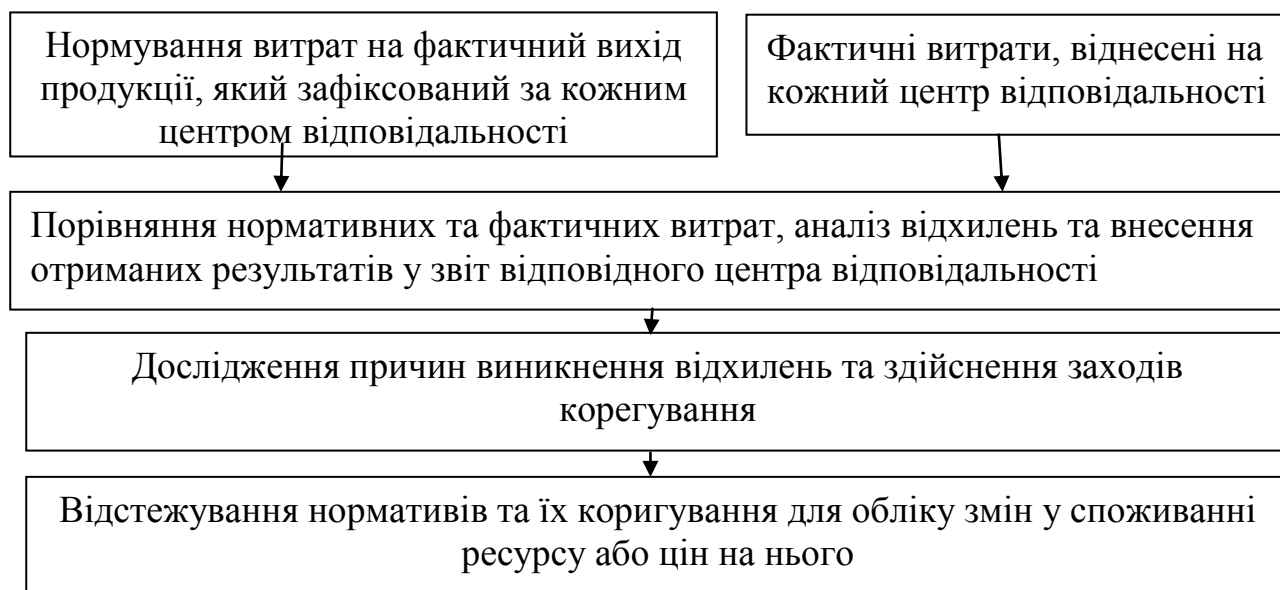 Нормування витрат на фактичний вихід
продукції, який зафіксований за кожним
центром відповідальності
Фактичні витрати, віднесені на
кожний центр відповідальності
Порівняння нормативних та фактичних витрат, аналіз відхилень та внесення
отриманих результатів у звіт відповідного центра відповідальності
Дослідження причин виникнення відхилень та здійснення заходів
корегування
Відстежування нормативів та їх коригування для обліку змін у споживанні
ресурсу або цін на нього